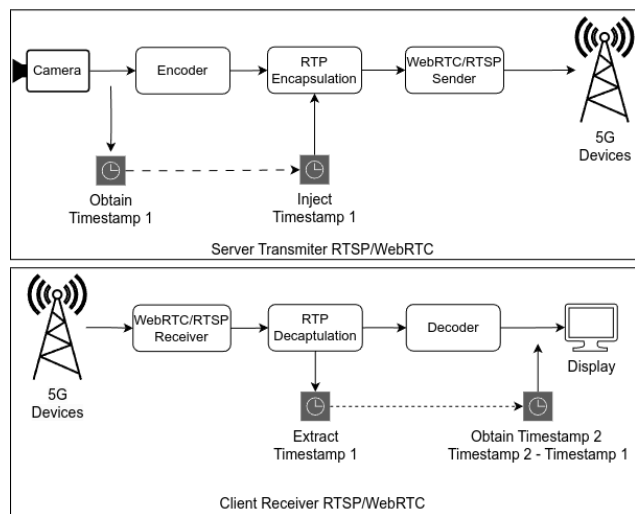 Camera
Encoder
RTP
Encapsulation
WebRTC/RTSP
Sender
5G
Devices
Obtain
Timestamp 1
Inject
Timestamp 1
Server Transmiter RTSP/WebRTC
5G
Devices
WebRTC/RTSP
Receiver
RTP
Decaptulation
Decoder
Display
Extract
Timestamp 1
Obtain Timestamp 2
Timestamp 2 - Timestamp 1
Client Receiver RTSP/WebRTC